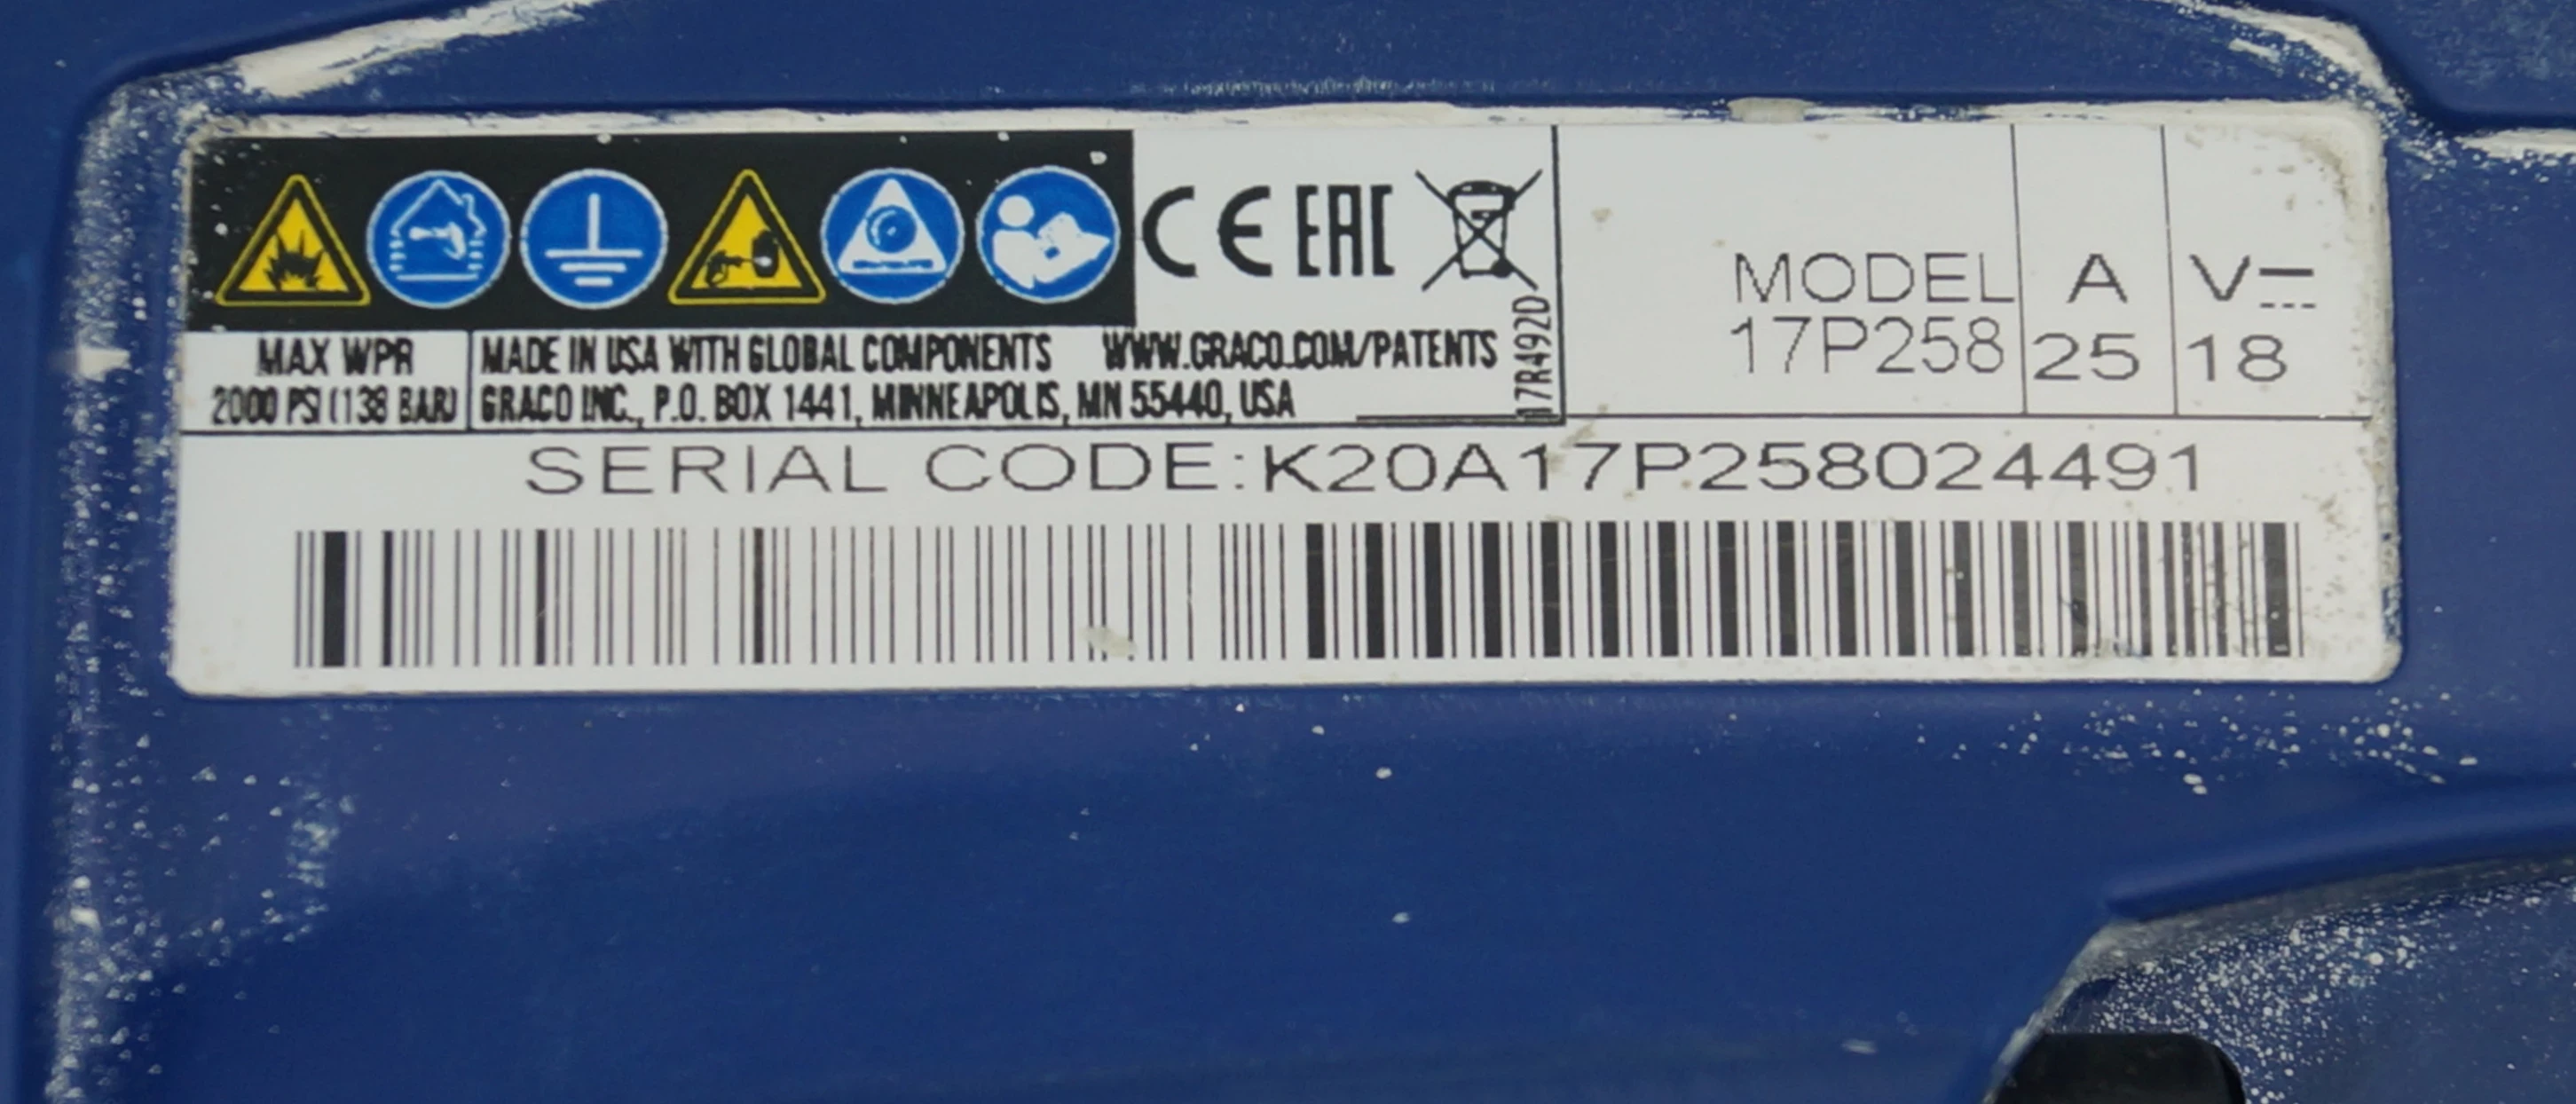 CE EAC
MODEL A V
17P258 25 18
MAX WPR
2000 PSI (138 BAR)
MADE IN USA WITH GLOBAL COMPONENTS WWW.GRACO.COM/PATENTS
GRACO INC., P.O. BOX 1441, MINNEAPOLIS, MN 55440, USA
17R492D
SERIAL CODE:K20A17P258024491